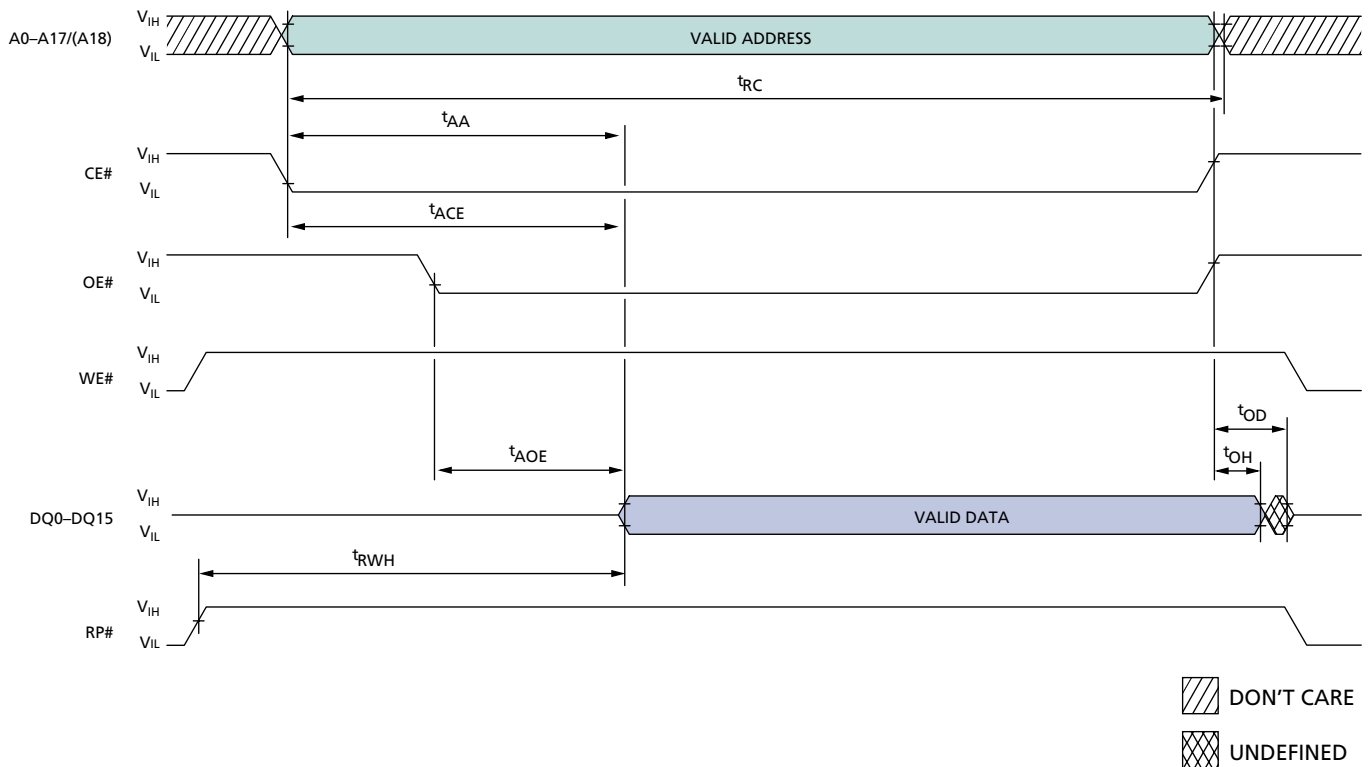 A0–A17/(A18)
VIH
VIL
VALID ADDRESS
tRC
tAA
CE#
VIH
VIL
tACE
OE#
VIH
VIL
WE#
VIH
VIL
tOD
tAOE
tOH
DQ0–DQ15
VIH
VIL
VALID DATA
tRWH
RP#
VIH
VIL
DON'T CARE
UNDEFINED